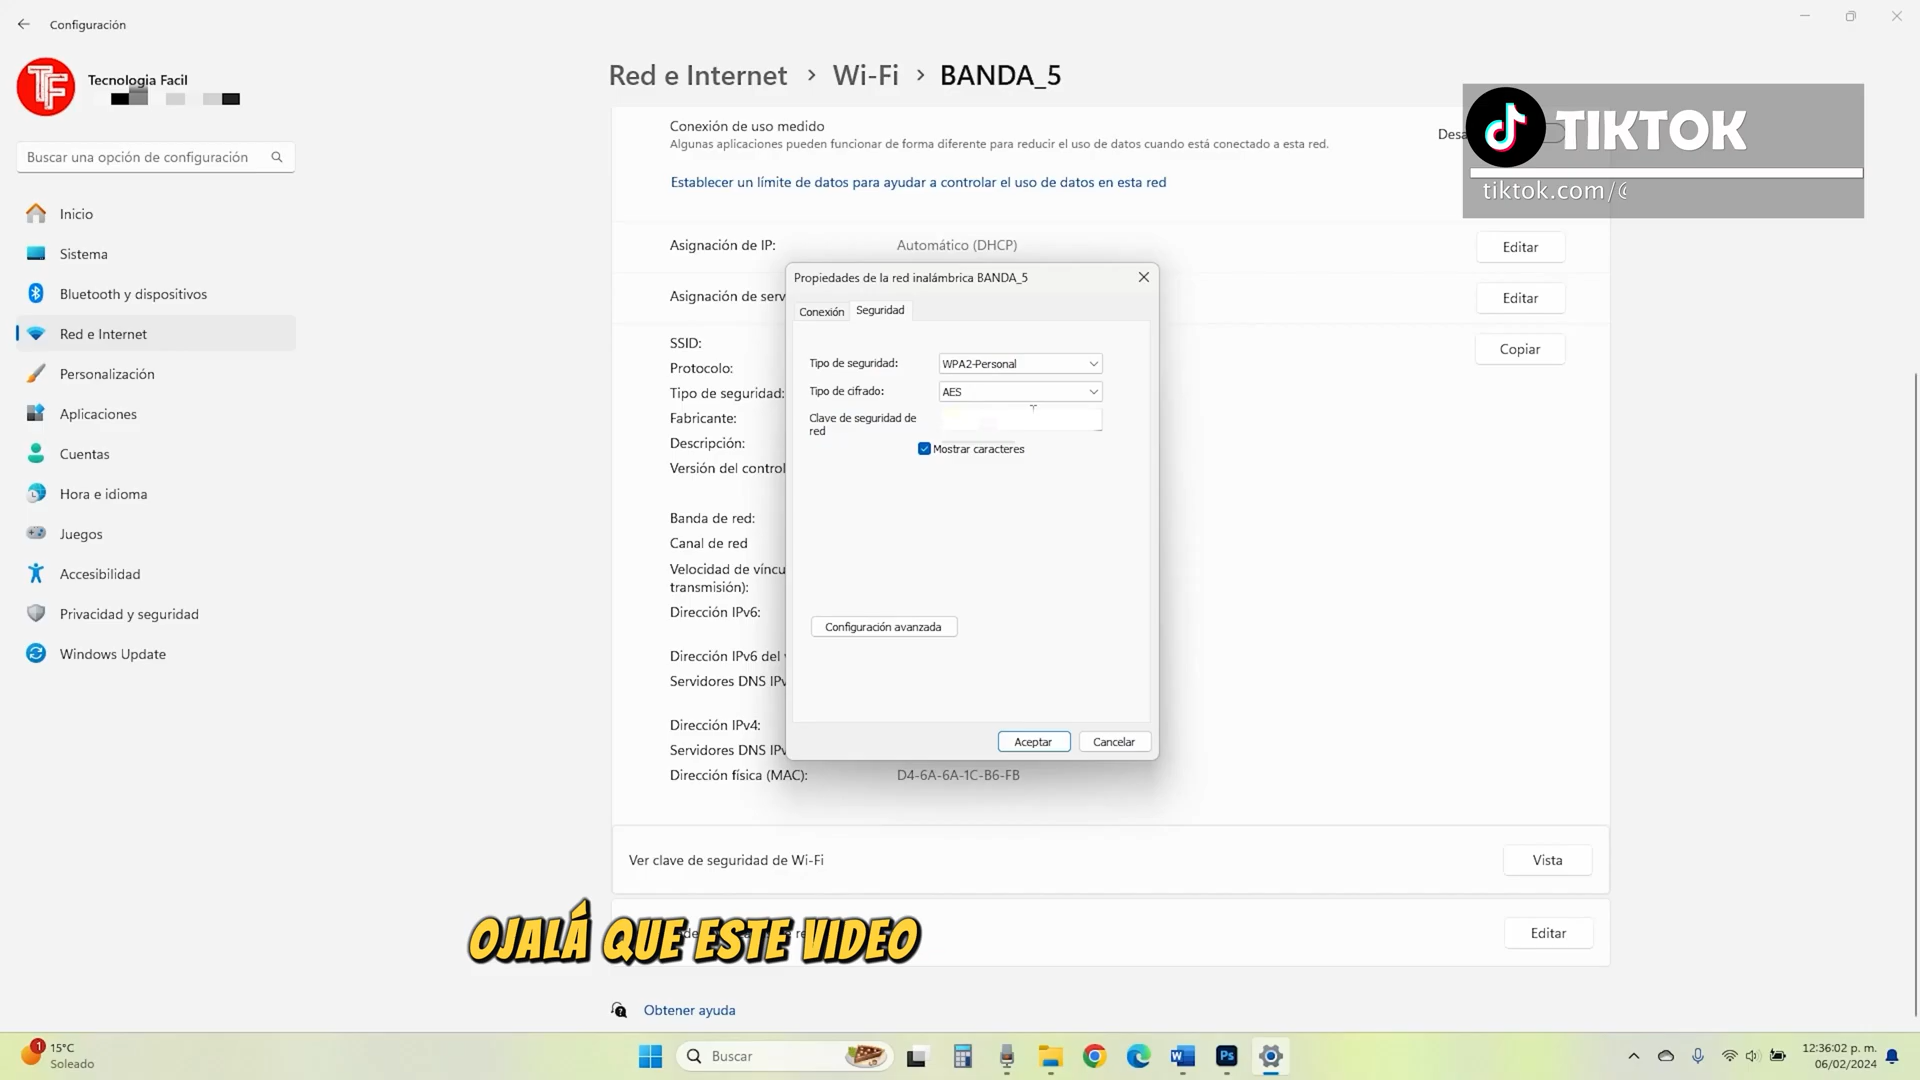 Configuración
TF
Tecnologia Facil
Buscar una opción de configuración
Inicio
Sistema
Bluetooth y dispositivos
Red e Internet
Personalización
Aplicaciones
Cuentas
Hora e idioma
Juegos
Accesibilidad
Privacidad y seguridad
Windows Update
Red e Internet > Wi-Fi > BANDA_5
Conexión de uso medido
Algunas aplicaciones pueden funcionar de forma diferente para reducir el uso de datos cuando está conectado a esta red.
Desa
Establecer un límite de datos para ayudar a controlar el uso de datos en esta red
TIKTOK
tiktok.com/@
Asignación de IP: Automático (DHCP)
Editar
Asignación de serv
Editar
SSID:
Copiar
Protocolo:
Tipo de seguridad:
Fabricante:
Descripción:
Versión del control
Banda de red:
Canal de red
Velocidad de víncu
transmisión):
Dirección IPv6:
Dirección IPv6 del
Servidores DNS IPv
Dirección IPv4:
Servidores DNS IPv
Dirección física (MAC): D4-6A-6A-1C-B6-FB
Propiedades de la red inalámbrica BANDA_5
Conexión Seguridad
Tipo de seguridad: WPA2-Personal
Tipo de cifrado: AES
Clave de seguridad de
red
Mostrar caracteres
Configuración avanzada
Aceptar Cancelar
Ver clave de seguridad de Wi-Fi
Vista
OJALÁ QUE ESTE VIDEO
Editar
Obtener ayuda
1
15°C
Soleado
Buscar
Ps
12:36:02 p. m.
06/02/2024